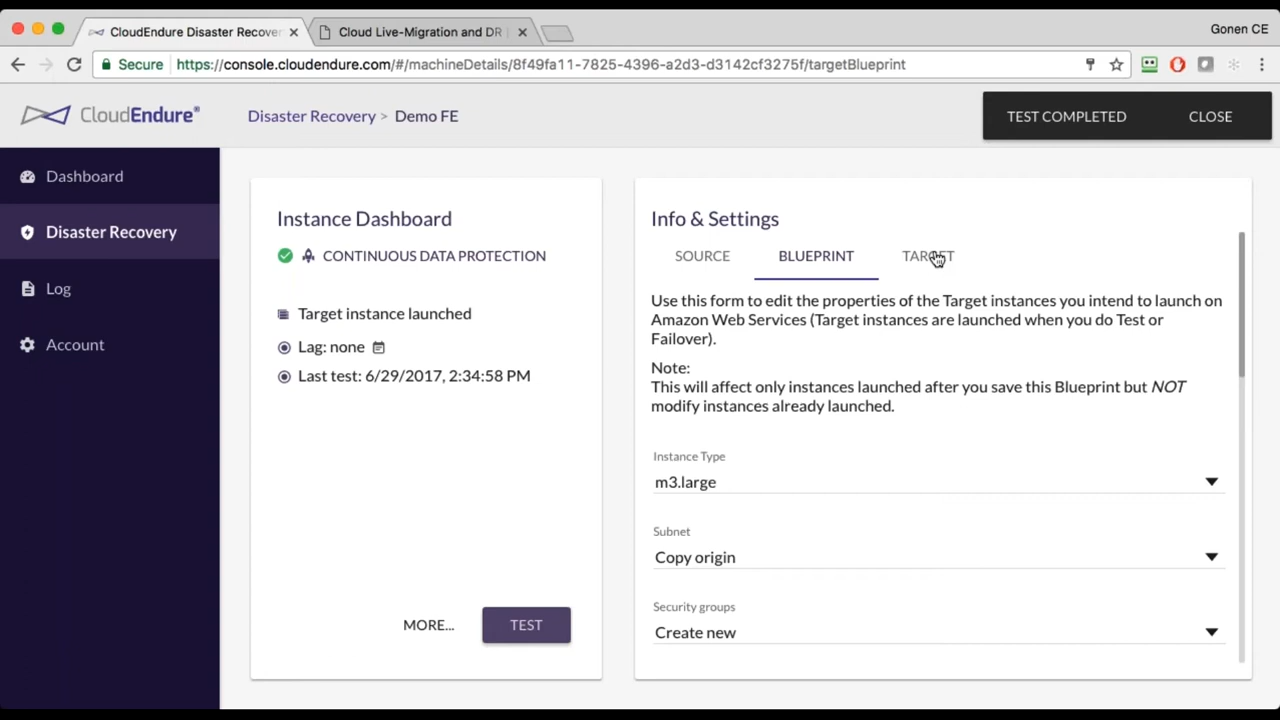 CloudEndure Disaster Recover
Cloud Live-Migration and DR
Gonen CE
Secure
https://console.cloudendure.com/#/machineDetails/8f49fa11-7825-4396-a2d3-d3142cf3275f/targetBlueprint
CloudEndure®
Disaster Recovery > Demo FE
TEST COMPLETED
CLOSE
Dashboard
Disaster Recovery
Log
Account
Instance Dashboard
CONTINUOUS DATA PROTECTION
Target instance launched
Lag: none
Last test: 6/29/2017, 2:34:58 PM
MORE...
TEST
Info & Settings
SOURCE
BLUEPRINT
TARGET
Use this form to edit the properties of the Target instances you intend to launch on
Amazon Web Services (Target instances are launched when you do Test or
Failover).
Note:
This will affect only instances launched after you save this Blueprint but NOT
modify instances already launched.
Instance Type
m3.large
Subnet
Copy origin
Security groups
Create new